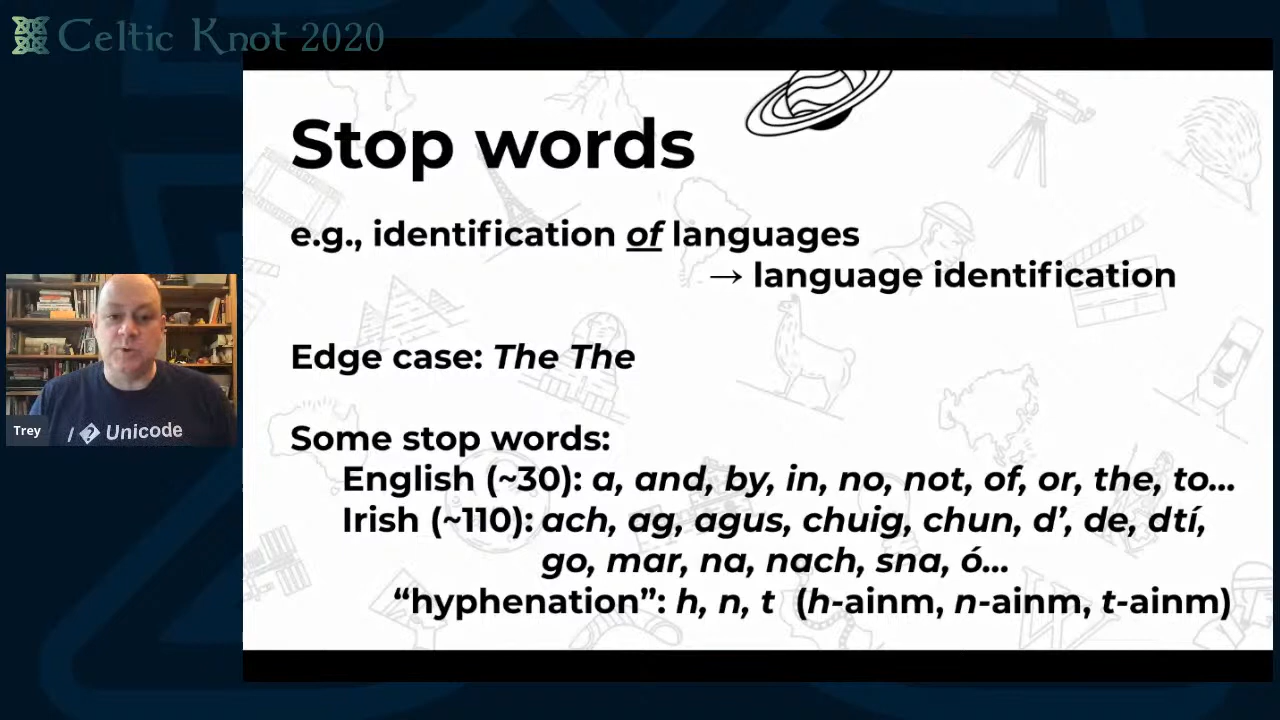 Celtic Knot 2020
Stop words
e.g., identification of languages
→ language identification
Edge case: The The
Some stop words:
English (~30): a, and, by, in, no, not, of, or, the, to...
Irish (~110): ach, ag, agus, chuig, chun, d’, de, dtí,
go, mar, na, nach, sna, ó...
“hyphenation”: h, n, t (h-ainm, n-ainm, t-ainm)
Trey
/ � Unicode